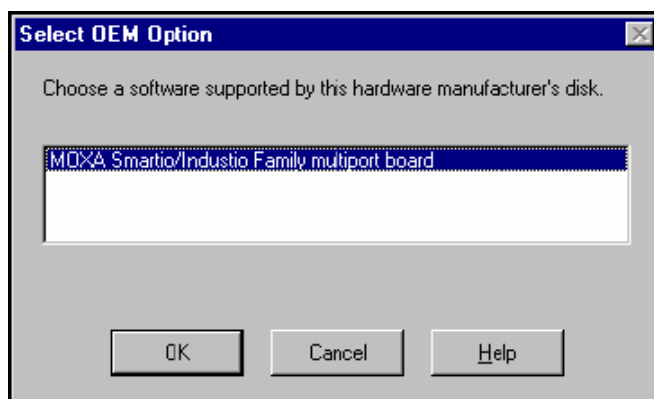 Select OEM Option
Choose a software supported by this hardware manufacturer's disk.
MOXA Smartio/Industio Family multiport board
OK Cancel Help